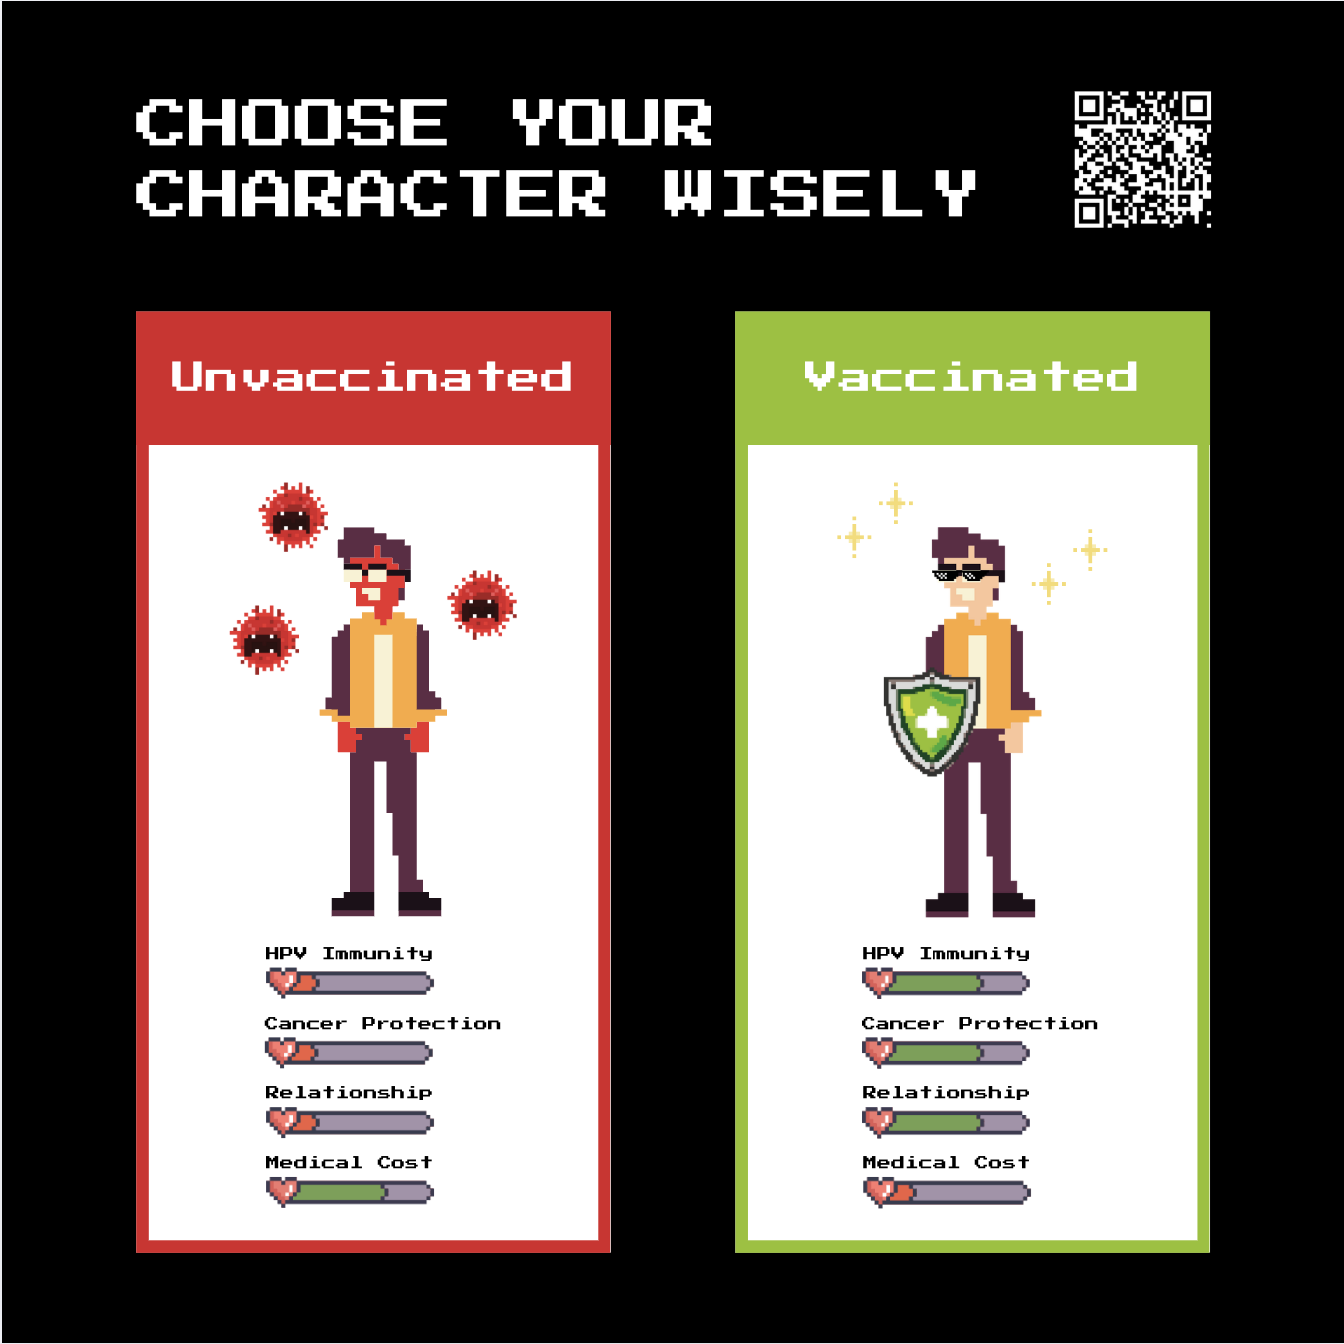 CHOOSE YOUR
CHARACTER WISELY
Unvaccinated
HPV Immunity
Cancer Protection
Relationship
Medical Cost
Vaccinated
HPV Immunity
Cancer Protection
Relationship
Medical Cost